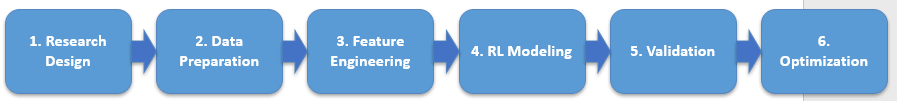 1. Research
Design
2. Data
Preparation
3. Feature
Engineering
4. RL Modeling
5. Validation
6.
Optimization